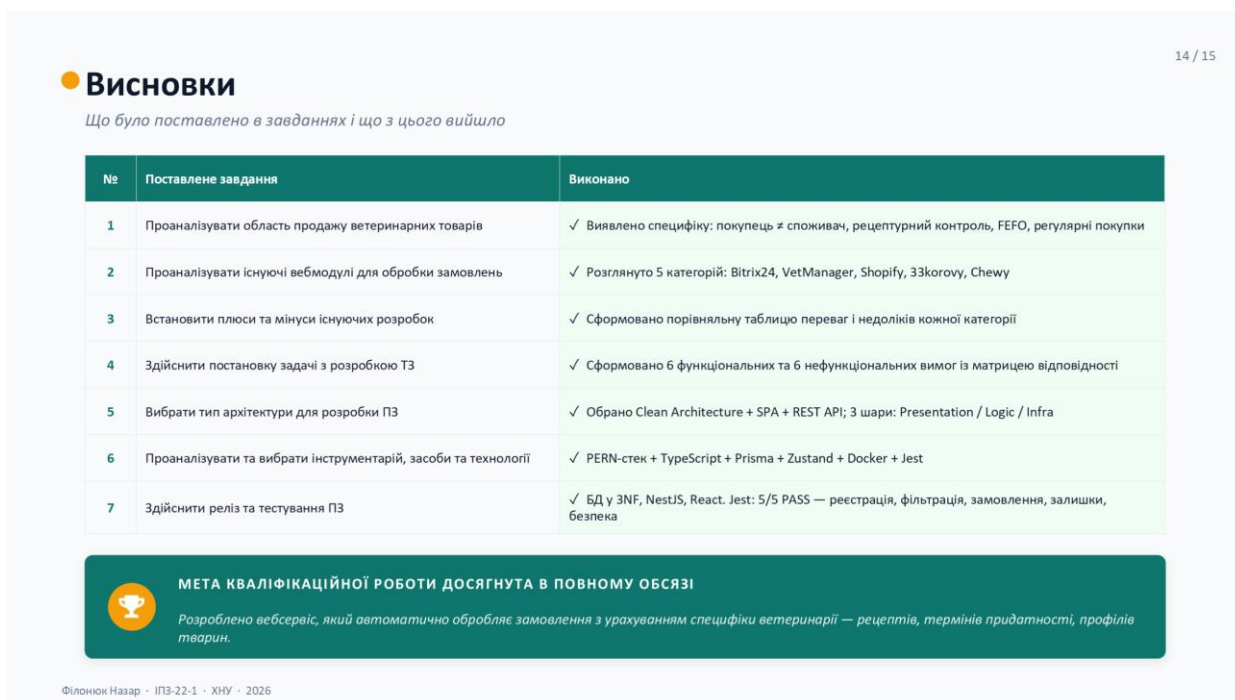 14 / 15
Висновки
Що було поставлено в завданнях і що з цього вийшло
№ Поставлене завдання Виконано
1 Проаналізувати область продажу ветеринарних товарів ✓ Виявлено специфіку: покупець ≠ споживач, рецептурний контроль, FEFO, регулярні покупки
2 Проаналізувати існуючі вебмодулі для обробки замовлень ✓ Розглянуто 5 категорій: Bitrix24, VetManager, Shopify, 33korovy, Chewy
3 Встановити плюси та мінуси існуючих розробок ✓ Сформовано порівняльну таблицю переваг і недоліків кожної категорії
4 Здійснити постановку задачі з розробкою ТЗ ✓ Сформовано 6 функціональних та 6 нефункціональних вимог із матрицею відповідності
5 Вибрати тип архітектури для розробки ПЗ ✓ Обрано Clean Architecture + SPA + REST API; 3 шари: Presentation / Logic / Infra
6 Проаналізувати та вибрати інструментарій, засоби та технології ✓ PERN-стек + TypeScript + Prisma + Zustand + Docker + Jest
7 Здійснити реліз та тестування ПЗ ✓ БД у 3NF, NestJS, React. Jest: 5/5 PASS — реєстрація, фільтрація, замовлення, залишки,
безпека
МЕТА КВАЛІФІКАЦІЙНОЇ РОБОТИ ДОСЯГНУТА В ПОВНОМУ ОБСЯЗІ
Розроблено вебсервіс, який автоматично обробляє замовлення з урахуванням специфіки ветеринарії — рецептів, термінів придатності, профілів
тварин.
Філонюк Назар · ІПЗ-22-1 · ХНУ · 2026